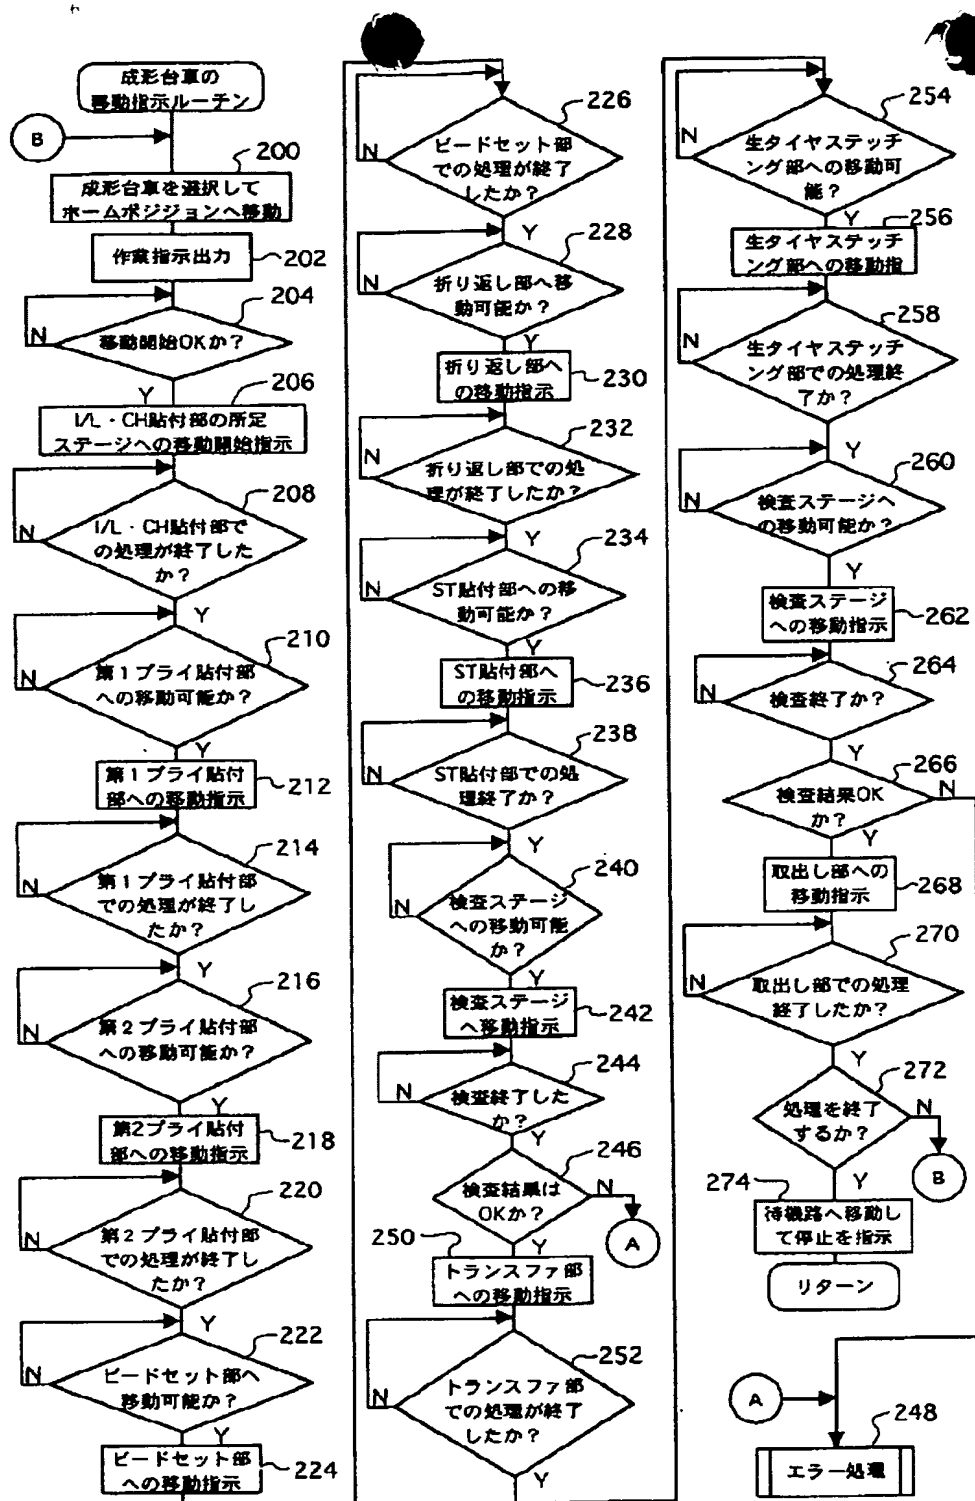 成形台車の
移動指示ルーチン
B
200
成形台車を選択して
ホームポジジョンへ移動
作業指示出力
202
204
移動開始OKか？
N
Y
206
I/L・CH貼付部の所定
ステージへの移動開始指示
208
I/L・CH貼付部で
の処理が終了した
か？
N
Y
210
第1プライ貼付部
への移動可能か？
N
Y
第1プライ貼付
部への移動指示
212
214
第1プライ貼付部
での処理が終了し
たか？
N
Y
216
第2プライ貼付部
への移動可能か？
N
Y
第2プライ貼付
部への移動指示
218
220
第2プライ貼付部
での処理が終了し
たか？
N
Y
222
ビードセット部へ
移動可能か？
N
Y
ビードセット部
への移動指示
224
226
ビードセット部
での処理が終了
したか？
N
Y
228
折り返し部へ移
動可能か？
N
Y
折り返し部へ
の移動指示
230
232
折り返し部での処
理が終了したか？
N
Y
234
ST貼付部への移
動可能か？
N
Y
ST貼付部へ
の移動指示
236
238
ST貼付部での処
理終了か？
N
Y
240
検査ステージ
への移動可能
か？
N
Y
検査ステージ
へ移動指示
242
244
検査終了した
か？
N
Y
246
検査結果は
OKか？
N
A
Y
250
トランスファ部
への移動指示
252
トランスファ部
での処理が終了
したか？
N
Y
254
生タイヤステッチ
ング部への移動可
能？
N
Y
256
生タイヤステッチ
ング部への移動指
258
生タイヤステッチ
ング部での処理終
了か？
N
Y
260
検査ステージへ
の移動可能か？
N
Y
検査ステージ
への移動指示
262
264
検査終了か？
N
Y
266
検査結果OK
か？
N
Y
取出し部への
移動指示
268
270
取出し部での処理
終了したか？
N
Y
272
処理を終了
するか？
N
B
Y
274
待機路へ移動し
て停止を指示
リターン
A
248
エラー処理